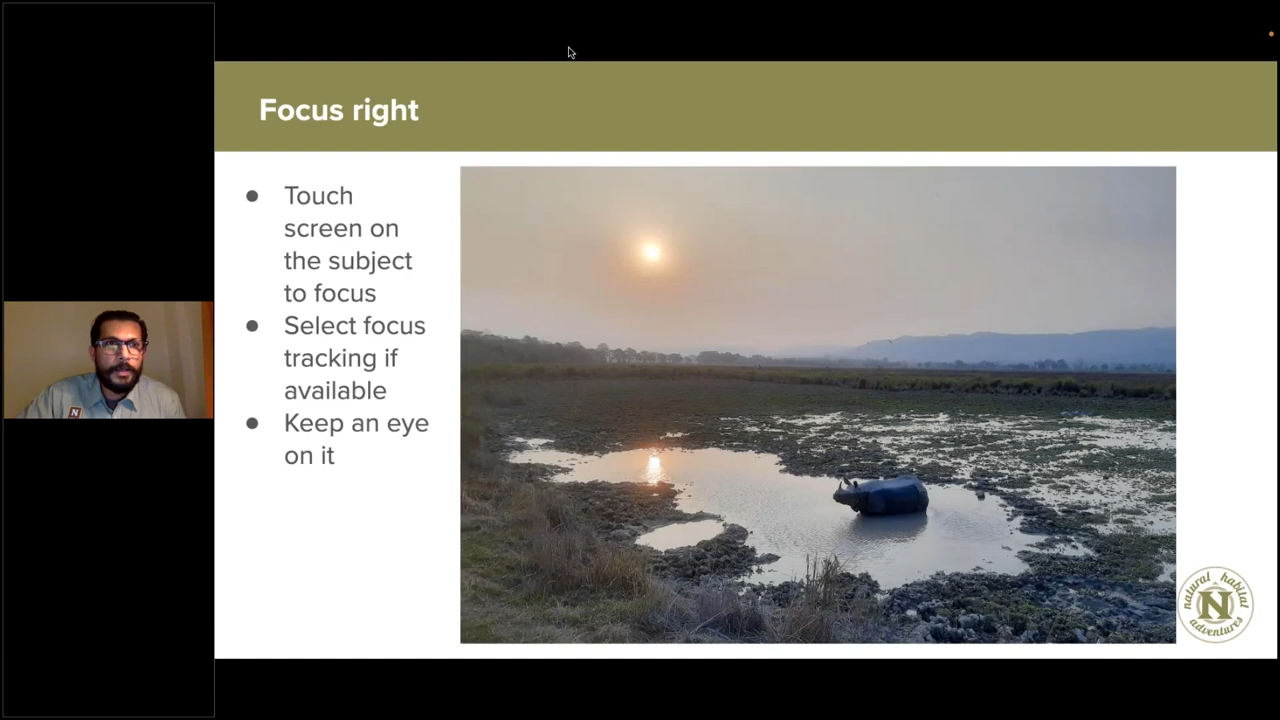 Focus right
Touch
screen on
the subject
to focus
Select focus
tracking if
available
Keep an eye
on it
N
natural habitat
N
adventures